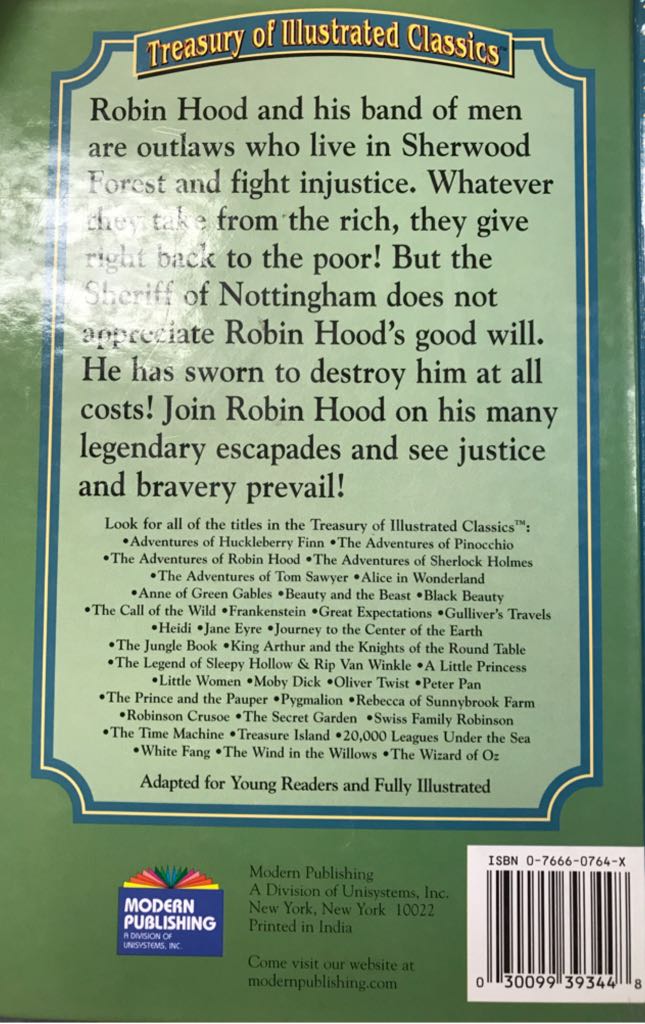 Treasury of Illustrated Classics™
Robin Hood and his band of men
are outlaws who live in Sherwood
Forest and fight injustice. Whatever
they take from the rich, they give
right back to the poor! But the
Sheriff of Nottingham does not
appreciate Robin Hood's good will.
He has sworn to destroy him at all
costs! Join Robin Hood on his many
legendary escapades and see justice
and bravery prevail!
Look for all of the titles in the Treasury of Illustrated Classics™:
•Adventures of Huckleberry Finn •The Adventures of Pinocchio
•The Adventures of Robin Hood •The Adventures of Sherlock Holmes
•The Adventures of Tom Sawyer •Alice in Wonderland
•Anne of Green Gables •Beauty and the Beast •Black Beauty
•The Call of the Wild •Frankenstein •Great Expectations •Gulliver's Travels
•Heidi •Jane Eyre •Journey to the Center of the Earth
•The Jungle Book •King Arthur and the Knights of the Round Table
•The Legend of Sleepy Hollow & Rip Van Winkle •A Little Princess
•Little Women •Moby Dick •Oliver Twist •Peter Pan
•The Prince and the Pauper •Pygmalion •Rebecca of Sunnybrook Farm
•Robinson Crusoe •The Secret Garden •Swiss Family Robinson
•The Time Machine •Treasure Island •20,000 Leagues Under the Sea
•White Fang •The Wind in the Willows •The Wizard of Oz
Adapted for Young Readers and Fully Illustrated
MODERN
PUBLISHING
A DIVISION OF
UNISYSTEMS, INC.
Modern Publishing
A Division of Unisystems, Inc.
New York, New York 10022
Printed in India
Come visit our website at
modernpublishing.com
ISBN 0-7666-0764-X
0 30099 39344 8